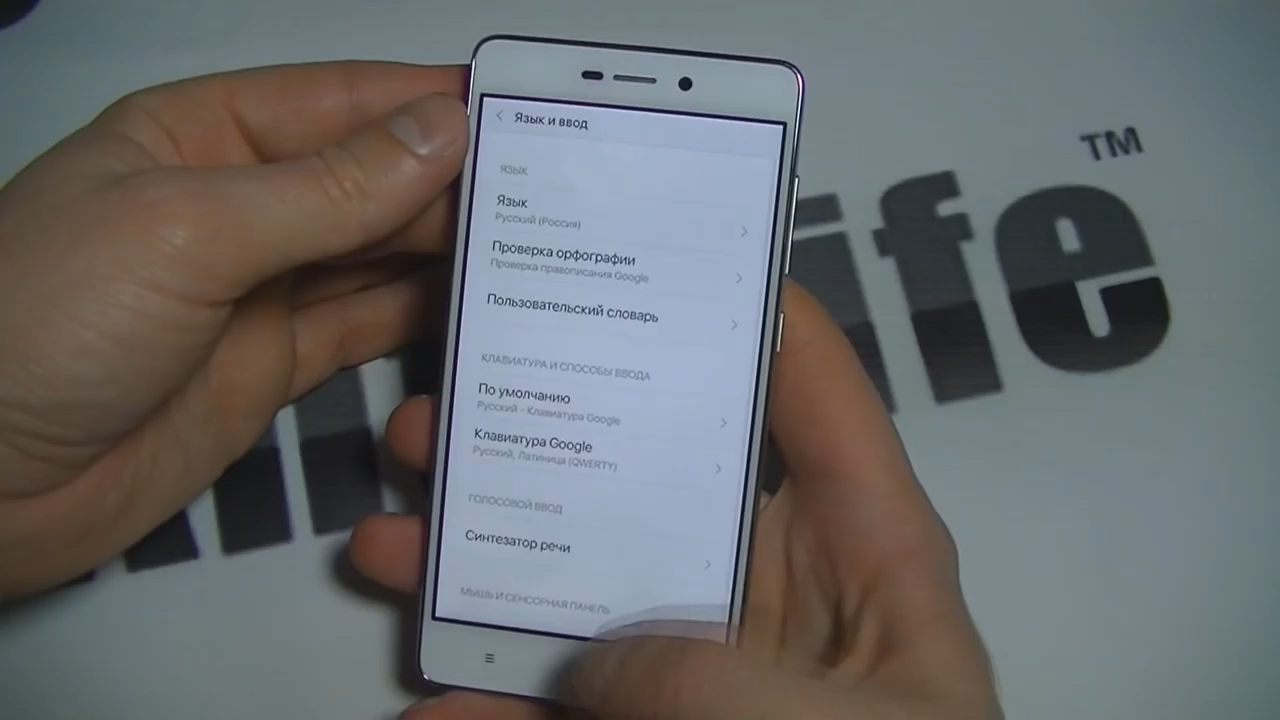 Язык и ввод
ЯЗЫК
Язык
Русский (Россия)
Проверка орфографии
Проверка правописания Google
Пользовательский словарь
КЛАВИАТУРА И СПОСОБЫ ВВОДА
По умолчанию
Русский - Клавиатура Google
Клавиатура Google
Русский, Латиница (QWERTY)
ГОЛОСОВОЙ ВВОД
Синтезатор речи
МЫШЬ И СЕНСОРНАЯ ПАНЕЛЬ
TM